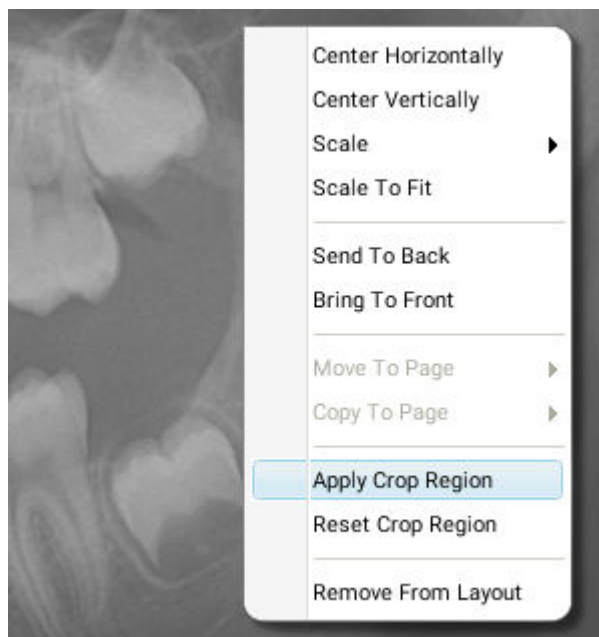 Center Horizontally
Center Vertically
Scale
Scale To Fit
Send To Back
Bring To Front
Move To Page
Copy To Page
Apply Crop Region
Reset Crop Region
Remove From Layout